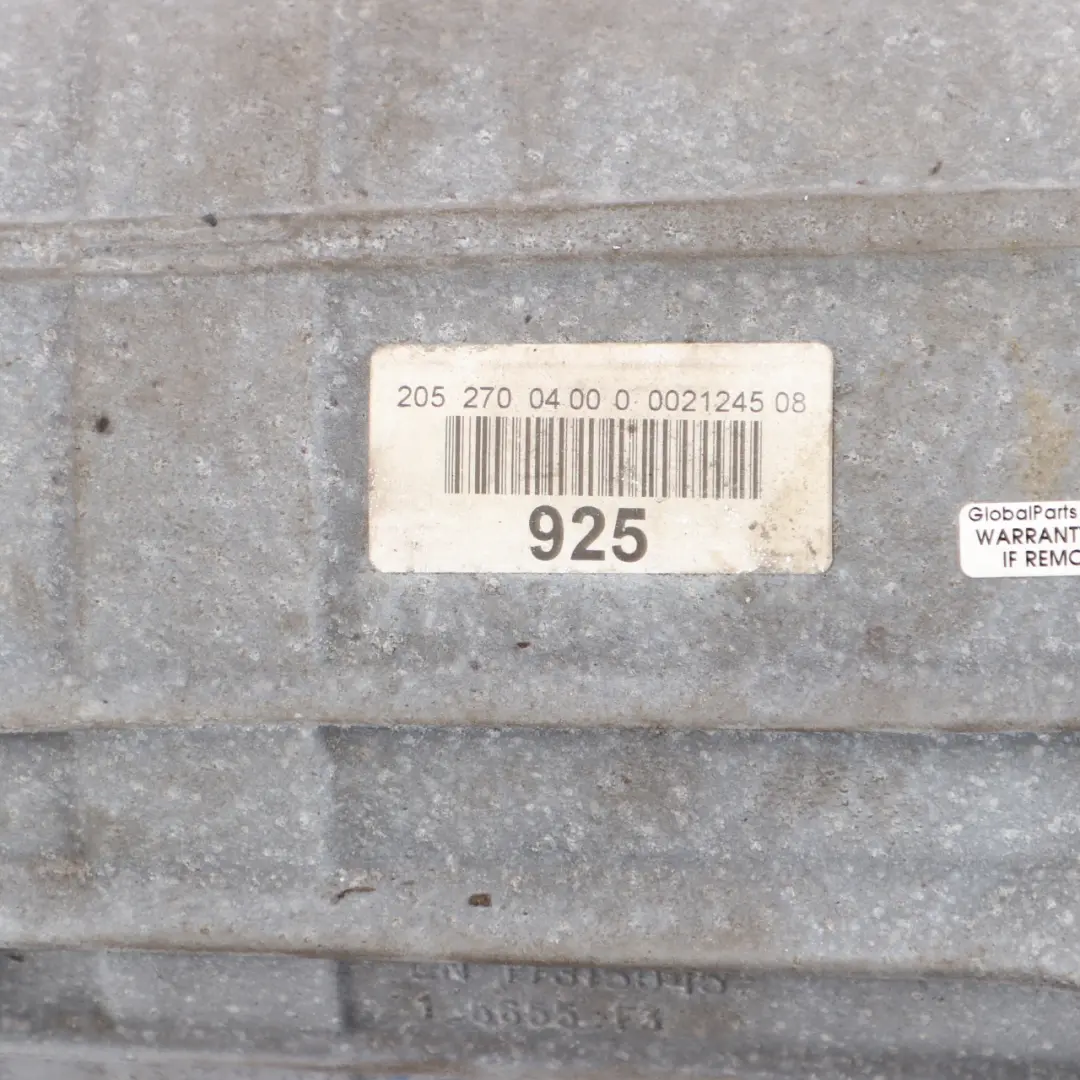 205 270 04 00 0 0021245 08
925
GlobalParts
WARRANT
IF REMO